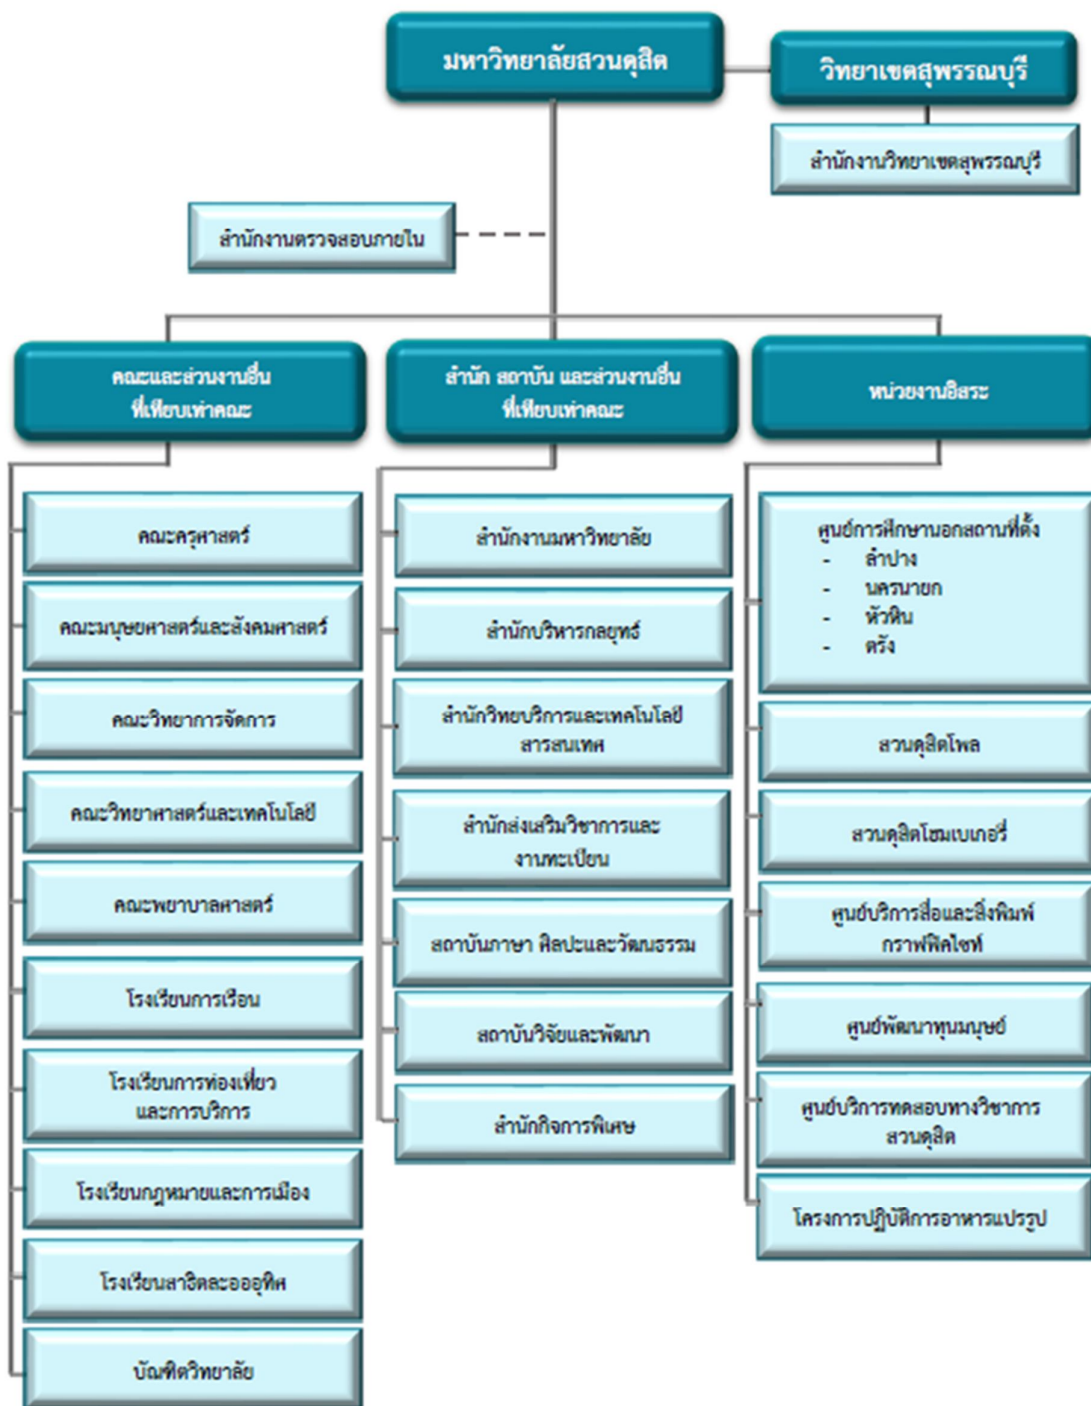 มหาวิทยาลัยสวนดุสิต
วิทยาเขตสุพรรณบุรี
สำนักงานวิทยาเขตสุพรรณบุรี
สำนักงานตรวจสอบภายใน
คณะและส่วนงานอื่น
ที่เทียบเท่าคณะ
คณะครุศาสตร์
คณะมนุษยศาสตร์และสังคมศาสตร์
คณะวิทยาการจัดการ
คณะวิทยาศาสตร์และเทคโนโลยี
คณะพยาบาลศาสตร์
โรงเรียนการเรือน
โรงเรียนการท่องเที่ยว
และการบริการ
โรงเรียนกฎหมายและการเมือง
โรงเรียนสาธิตละอออุทิศ
บัณฑิตวิทยาลัย
สำนัก สถาบัน และส่วนงานอื่น
ที่เทียบเท่าคณะ
สำนักงานมหาวิทยาลัย
สำนักบริหารกลยุทธ์
สำนักวิทยบริการและเทคโนโลยี
สารสนเทศ
สำนักส่งเสริมวิชาการและ
งานทะเบียน
สถาบันภาษา ศิลปะและวัฒนธรรม
สถาบันวิจัยและพัฒนา
สำนักกิจการพิเศษ
หน่วยงานอิสระ
ศูนย์การศึกษานอกสถานที่ตั้ง
- ลำปาง
- นครนายก
- หัวหิน
- ตรัง
สวนดุสิตโพล
สวนดุสิตโฮมเบเกอรี่
ศูนย์บริการสื่อและสิ่งพิมพ์
กราฟฟิคไซท์
ศูนย์พัฒนาทุนมนุษย์
ศูนย์บริการทดสอบทางวิชาการ
สวนดุสิต
โครงการปฏิบัติการอาหารแปรรูป